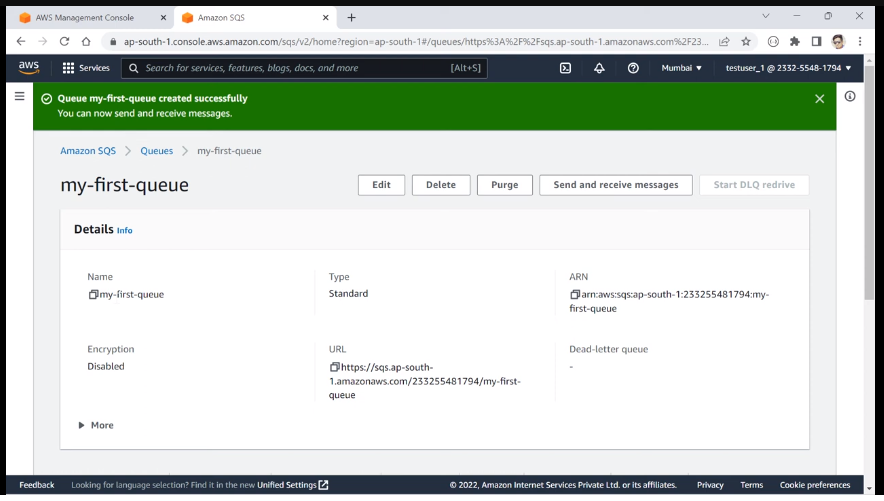 AWS Management Console
Amazon SQS
ap-south-1.console.aws.amazon.com/sqs/v2/home?region=ap-south-1#/queues/https%3A%2F%2Fsqs.ap-south-1.amazonaws.com%2F23...
aws
Services
Search for services, features, blogs, docs, and more
[Alt+S]
Mumbai
testuser_1 @ 2332-5548-1794
Queue my-first-queue created successfully
You can now send and receive messages.
Amazon SQS
Queues
my-first-queue
my-first-queue
Edit
Delete
Purge
Send and receive messages
Start DLQ redrive
Details Info
Name
my-first-queue
Type
Standard
ARN
arn:aws:sqs:ap-south-1:233255481794:my-
first-queue
Encryption
Disabled
URL
https://sqs.ap-south-
1.amazonaws.com/233255481794/my-first-
queue
Dead-letter queue
-
More
Feedback
Looking for language selection? Find it in the new Unified Settings
© 2022, Amazon Internet Services Private Ltd. or its affiliates.
Privacy
Terms
Cookie preferences